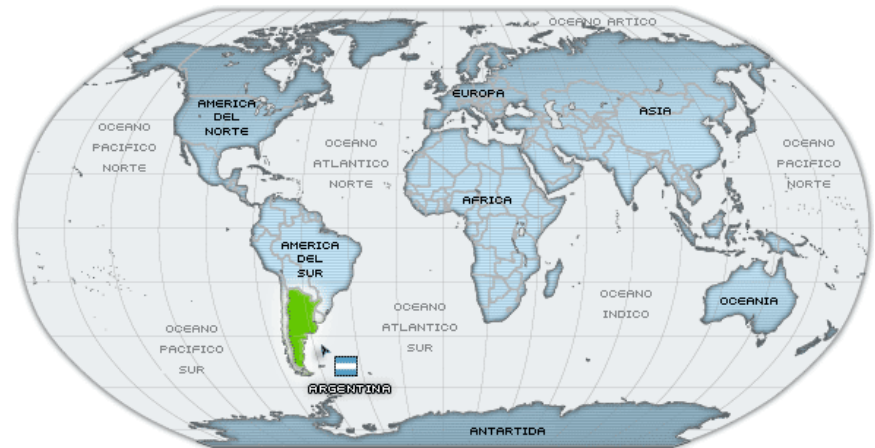 OCEANO ARTICO
EUROPA
AMERICA
DEL
NORTE
ASIA
OCEANO
PACIFICO
NORTE
OCEANO
ATLANTICO
NORTE
OCEANO
PACIFICO
NORTE
AFRICA
AMERICA
DEL
SUR
OCEANO
INDICO
OCEANIA
OCEANO
ATLANTICO
SUR
OCEANO
PACIFICO
SUR
ARGENTINA
ANTARTIDA